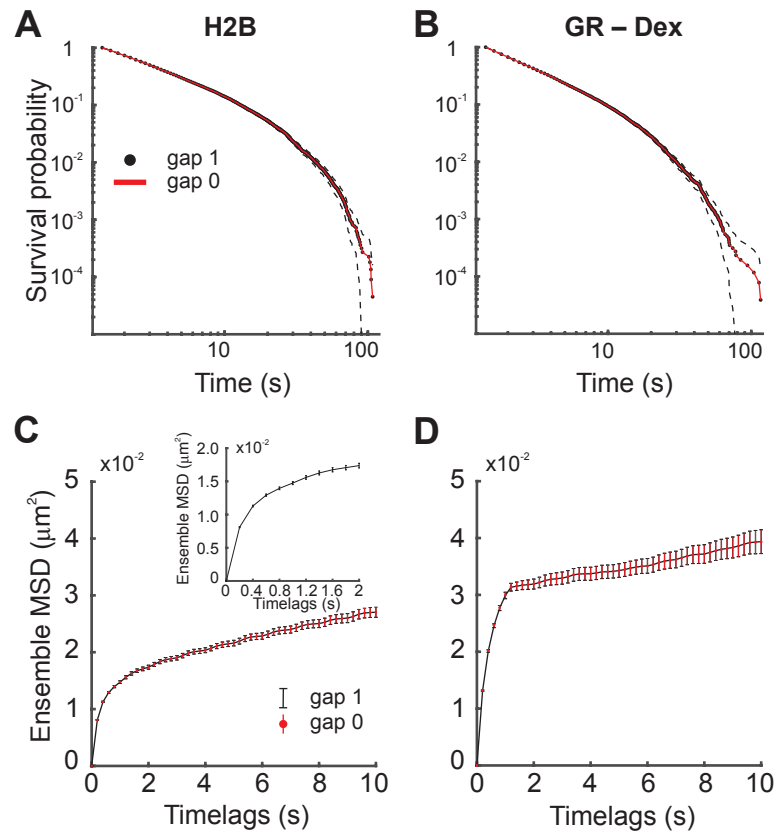 A
H2B
B
GR – Dex
Survival probability
1
10⁻¹
10⁻²
10⁻³
10⁻⁴
gap 1
gap 0
10
100
Time (s)
1
10⁻¹
10⁻²
10⁻³
10⁻⁴
10
100
Time (s)
C
D
x10⁻²
Ensemble MSD (μm²)
5
4
3
2
1
0
0
2
4
6
8
10
Timelags (s)
x10⁻²
Ensemble MSD (μm²)
2.0
1.5
1.0
0.5
0
0
0.4
0.8
1.2
1.6
2
Timelags (s)
gap 1
gap 0
x10⁻²
5
4
3
2
1
0
0
2
4
6
8
10
Timelags (s)